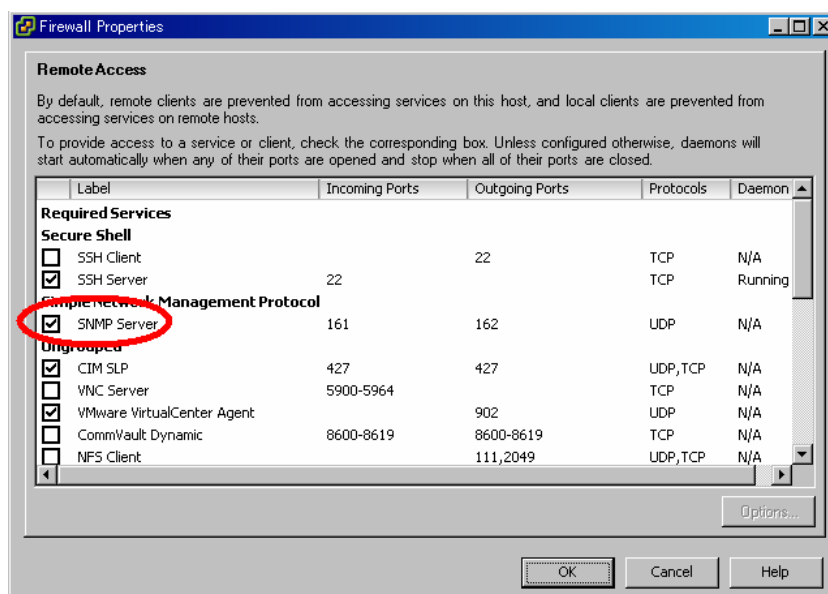 Firewall Properties
Remote Access
By default, remote clients are prevented from accessing services on this host, and local clients are prevented from
accessing services on remote hosts.
To provide access to a service or client, check the corresponding box. Unless configured otherwise, daemons will
start automatically when any of their ports are opened and stop when all of their ports are closed.
Label Incoming Ports Outgoing Ports Protocols Daemon
Required Services
Secure Shell
SSH Client 22 TCP N/A
SSH Server 22 TCP Running
Simple Network Management Protocol
SNMP Server 161 162 UDP N/A
Ungrouped
CIM SLP 427 427 UDP,TCP N/A
VNC Server 5900-5964 TCP N/A
VMware VirtualCenter Agent 902 UDP N/A
CommVault Dynamic 8600-8619 8600-8619 TCP N/A
NFS Client 111,2049 UDP,TCP N/A
Options...
OK Cancel Help